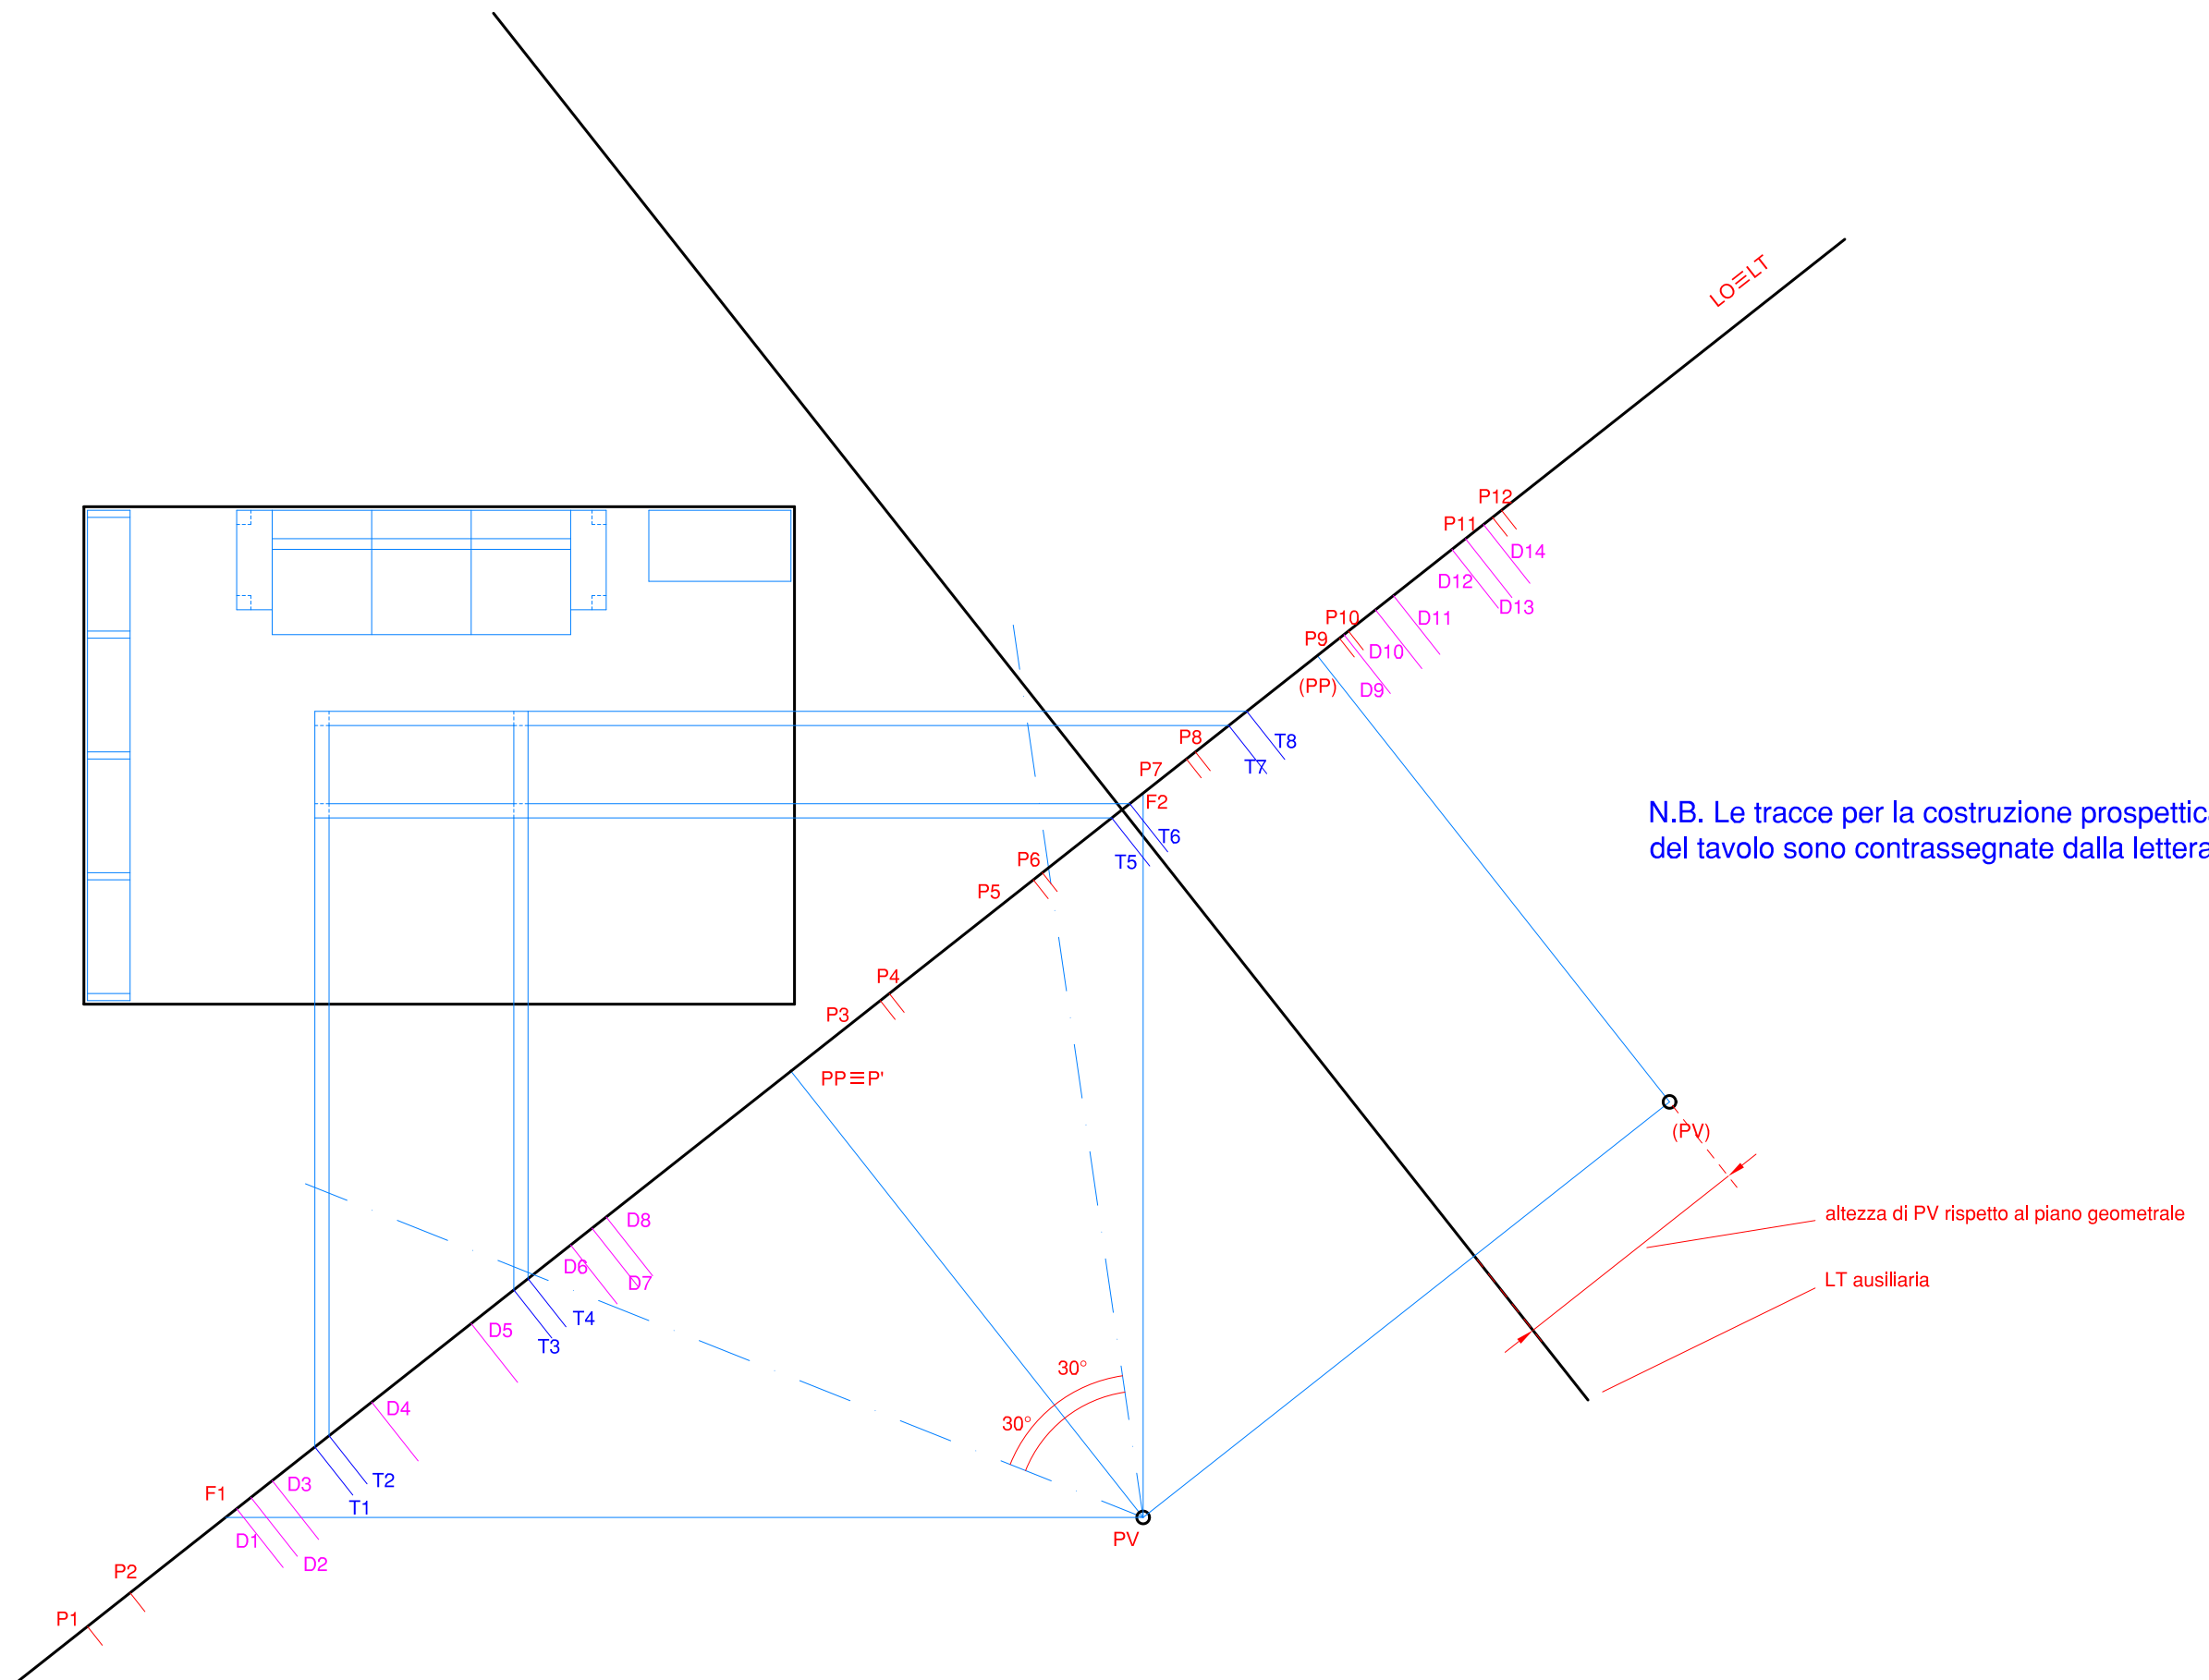 LO≡LT
P12
P11
D14
D12
D13
P10
D11
P9
D10
(PP)
D9
P8
T8
P7
T7
F2
N.B. Le tracce per la costruzione
del tavolo sono contrassegnate dalla lettera
T6
P6
T5
P5
P4
P3
PP≡P'
(PV)
altezza di PV rispetto al piano geometrale
D8
D6
D7
LT ausiliaria
T4
D5
T3
30°
D4
30°
D3
T2
F1
T1
D1
PV
D2
P2
P1